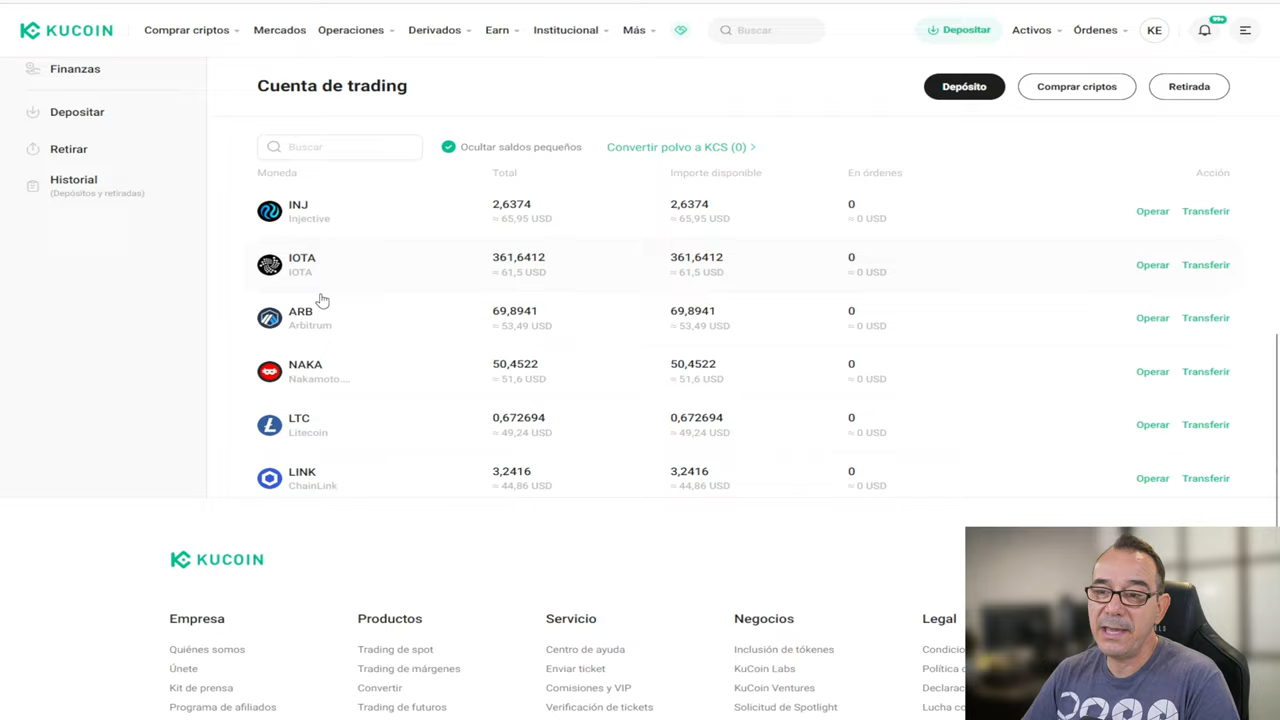 KUCOIN Comprar criptos Mercados Operaciones Derivados Earn Institucional Más Buscar Depositar Activos Órdenes KE 99+
Finanzas
Depositar
Retirar
Historial
(Depósitos y retiradas)
Cuenta de trading Depósito Comprar criptos Retirada
Buscar Ocultar saldos pequeños Convertir polvo a KCS (0) >
Moneda Total Importe disponible En órdenes Acción
INJ 2,6374 2,6374 0
Injective ≈ 65,95 USD ≈ 65,95 USD ≈ 0 USD Operar Transferir
IOTA 361,6412 361,6412 0
IOTA ≈ 61,5 USD ≈ 61,5 USD ≈ 0 USD Operar Transferir
ARB 69,8941 69,8941 0
Arbitrum ≈ 53,49 USD ≈ 53,49 USD ≈ 0 USD Operar Transferir
NAKA 50,4522 50,4522 0
Nakamoto.... ≈ 51,6 USD ≈ 51,6 USD ≈ 0 USD Operar Transferir
LTC 0,672694 0,672694 0
Litecoin ≈ 49,24 USD ≈ 49,24 USD ≈ 0 USD Operar Transferir
LINK 3,2416 3,2416 0
ChainLink ≈ 44,86 USD ≈ 44,86 USD ≈ 0 USD Operar Transferir
KUCOIN
Empresa Productos Servicio Negocios Legal
Quiénes somos Trading de spot Centro de ayuda Inclusión de tókenes Condicio
Únete Trading de márgenes Enviar ticket KuCoin Labs Política
Kit de prensa Convertir Comisiones y VIP KuCoin Ventures Declarac
Programa de afiliados Trading de futuros Verificación de tickets Solicitud de Spotlight Lucha co